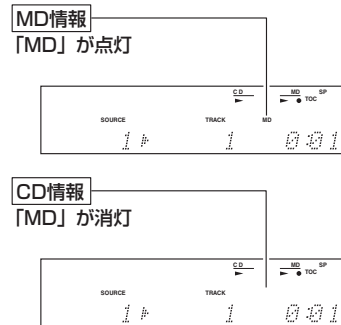 MD情報
「MD」が点灯
CD MD SP
► ► ● TOC
SOURCE TRACK MD
1 1 0:01
CD情報
「MD」が消灯
CD MD SP
► ► ● TOC
SOURCE TRACK
1 1 0:01